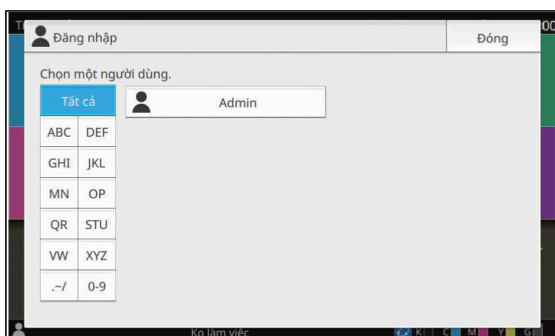 Đăng nhập
Đóng
Chọn một người dùng.
Tất cả
Admin
ABC DEF
GHI JKL
MN OP
QR STU
VW XYZ
.~/ 0-9
Ko làm việc
K C M Y G